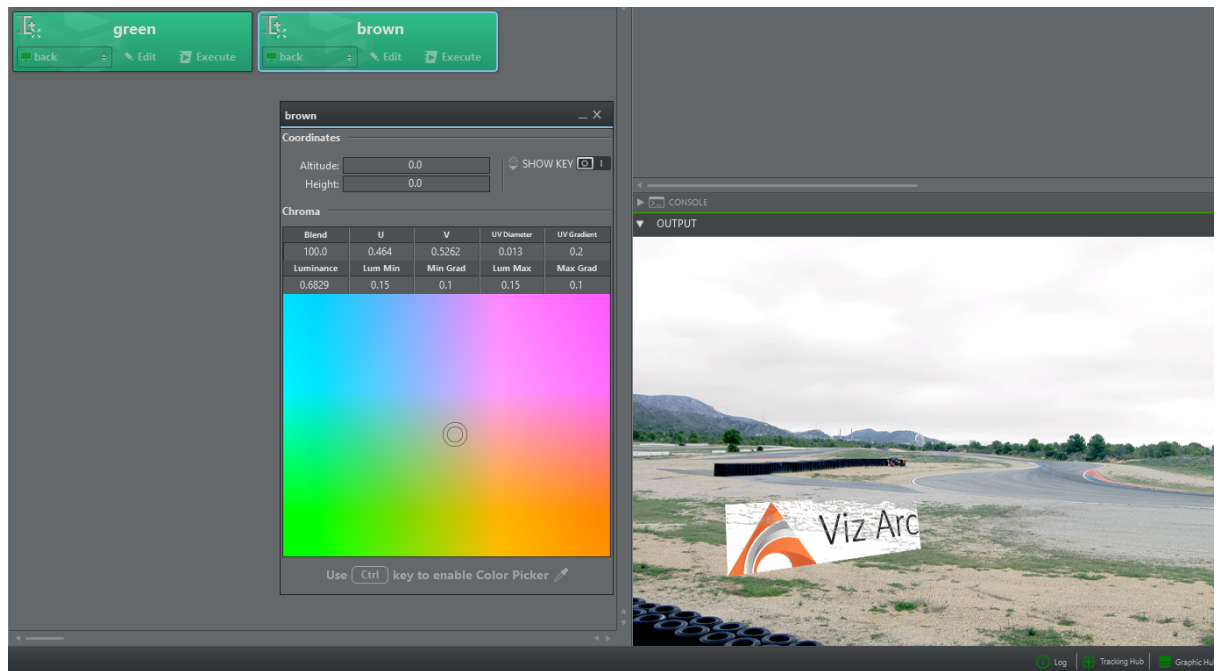 green
back
Edit
Execute
brown
back
Edit
Execute
brown
Coordinates
Altitude: 0.0
SHOW KEY
Height: 0.0
Chroma
Blend U V UV Diameter UV Gradient
100.0 0.464 0.5262 0.013 0.2
Luminance Lum Min Min Grad Lum Max Max Grad
0.6829 0.15 0.1 0.15 0.1
Use Ctrl key to enable Color Picker
CONSOLE
OUTPUT
Viz Arc
Log
Tracking Hub
Graphic Hu